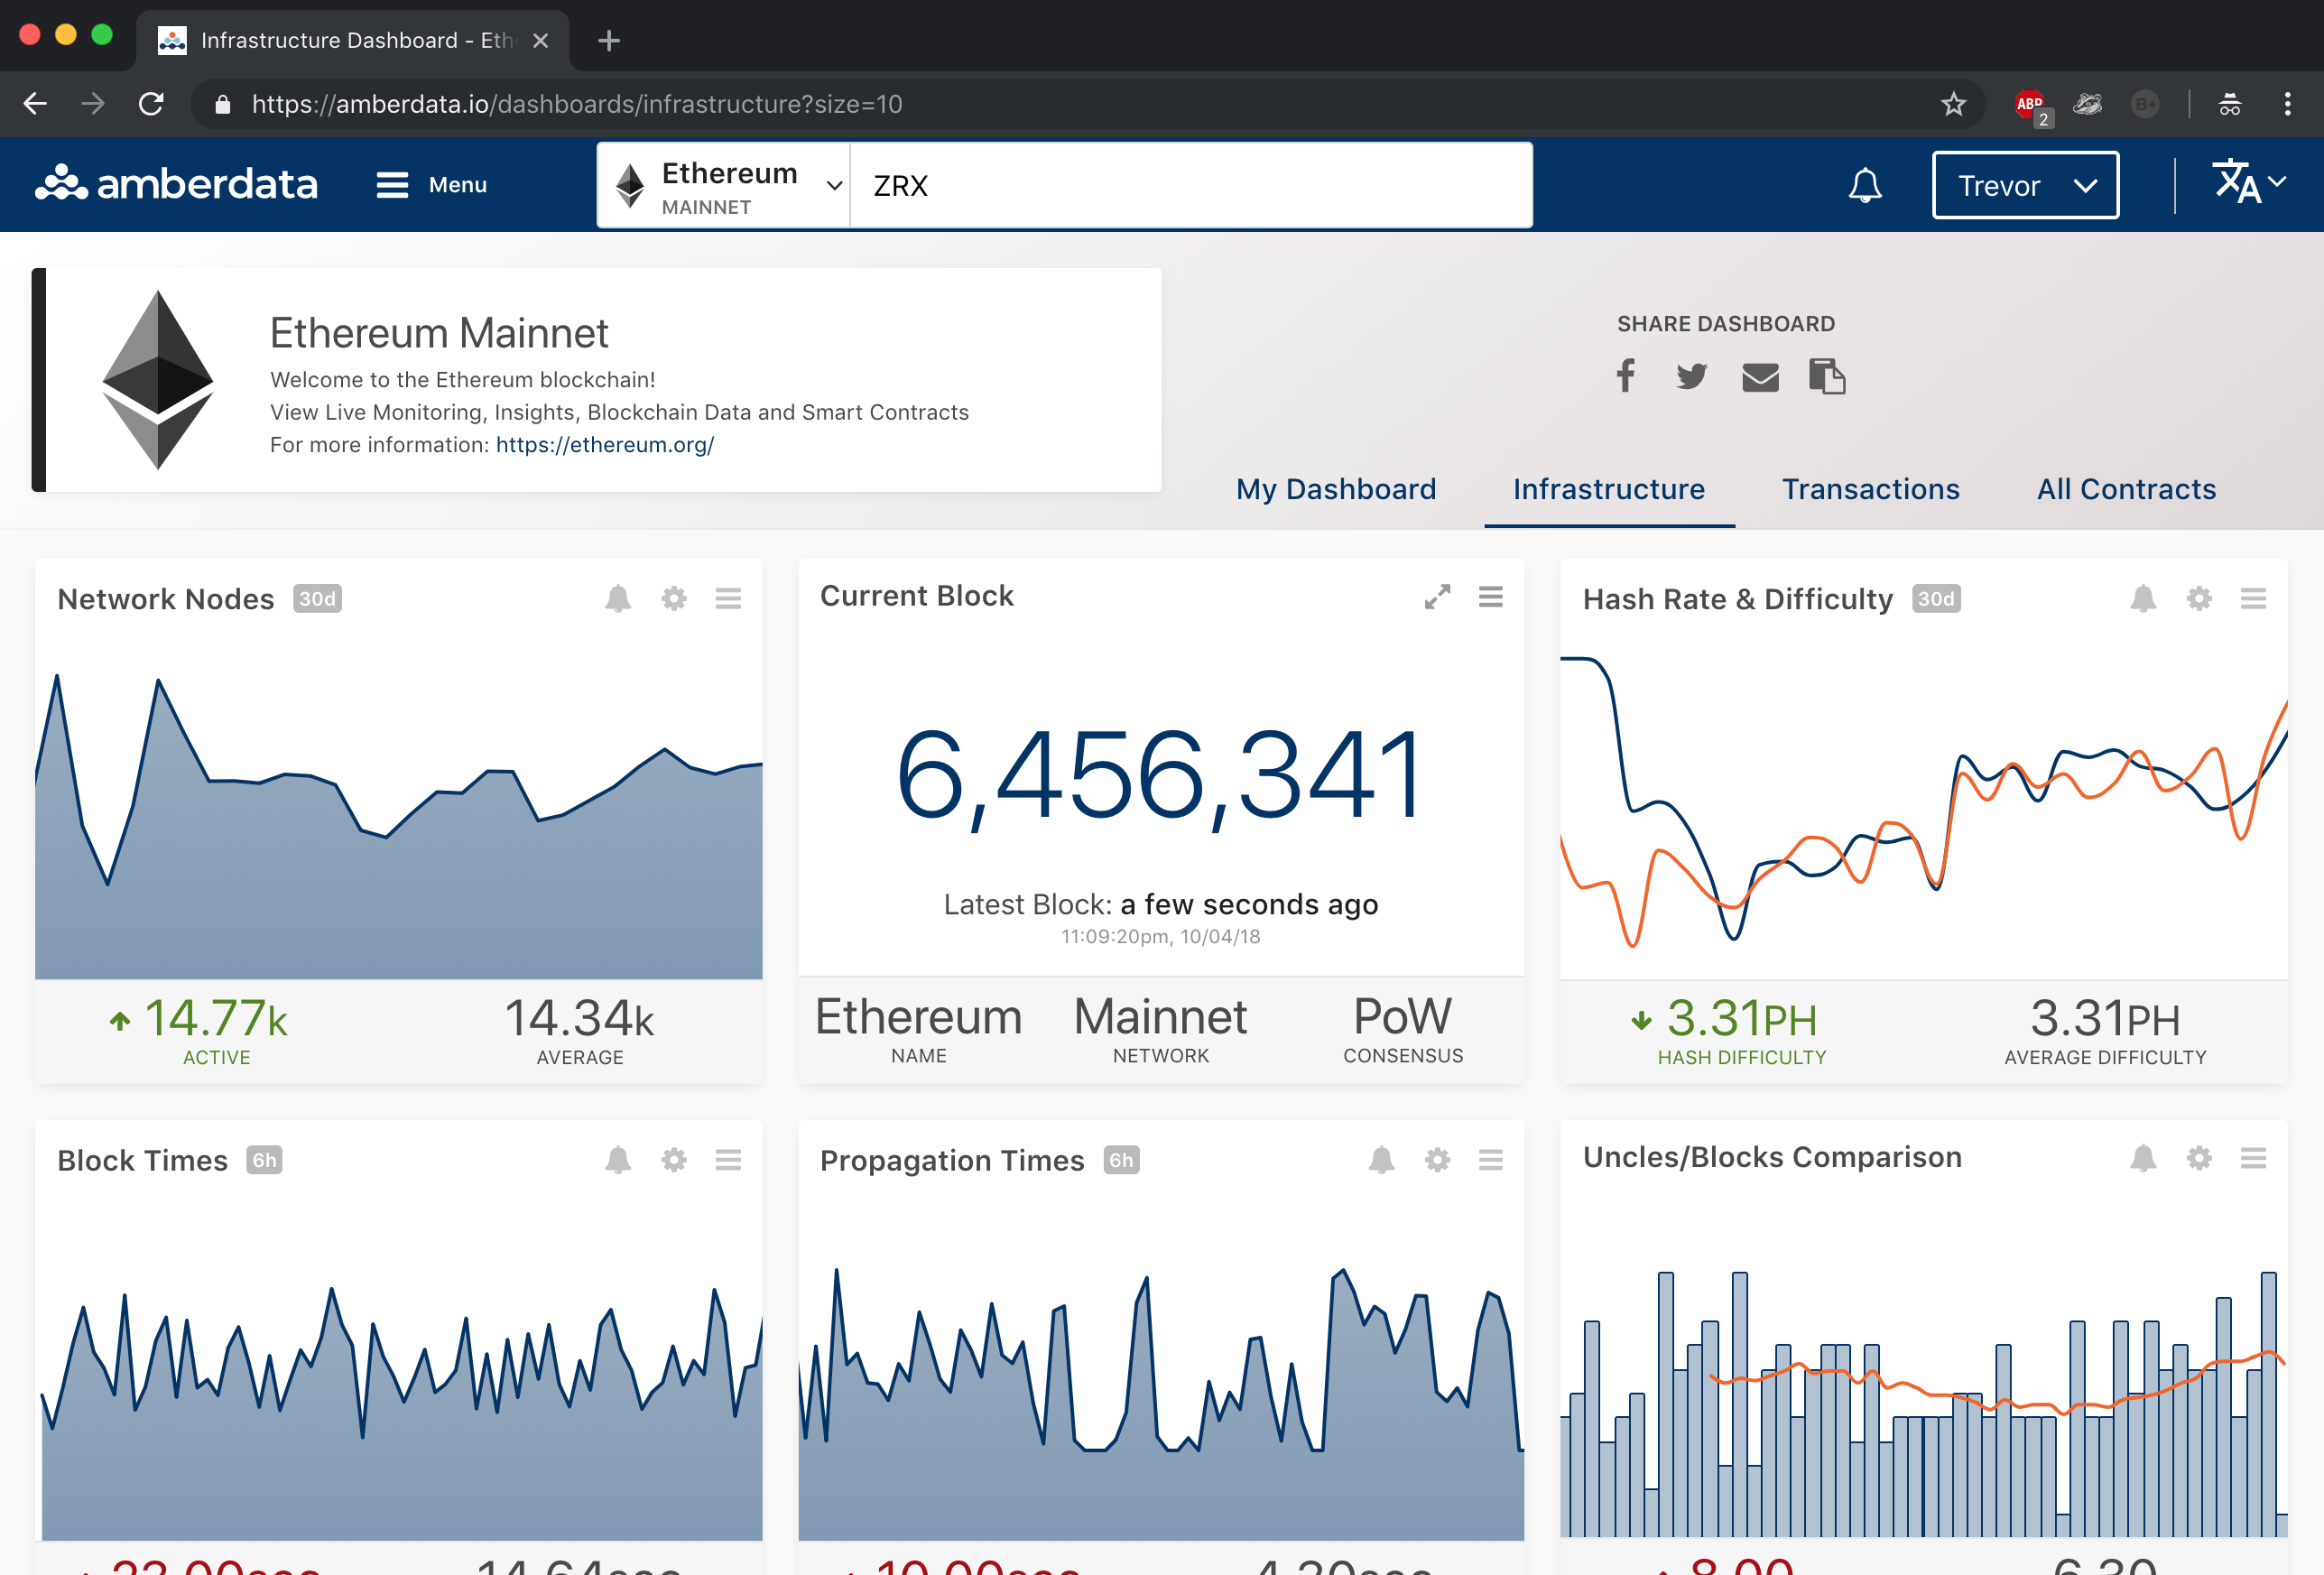 Infrastructure Dashboard - Eth
https://amberdata.io/dashboards/infrastructure?size=10
ABP
2
B+
amberdata
Menu
Ethereum
MAINNET
ZRX
Trevor
Ethereum Mainnet
Welcome to the Ethereum blockchain!
View Live Monitoring, Insights, Blockchain Data and Smart Contracts
For more information: https://ethereum.org/
SHARE DASHBOARD
My Dashboard
Infrastructure
Transactions
All Contracts
Network Nodes 30d
14.77k
ACTIVE
14.34k
AVERAGE
Current Block
6,456,341
Latest Block: a few seconds ago
11:09:20pm, 10/04/18
Ethereum
NAME
Mainnet
NETWORK
PoW
CONSENSUS
Hash Rate & Difficulty 30d
3.31PH
HASH DIFFICULTY
3.31PH
AVERAGE DIFFICULTY
Block Times 6h
Propagation Times 6h
Uncles/Blocks Comparison